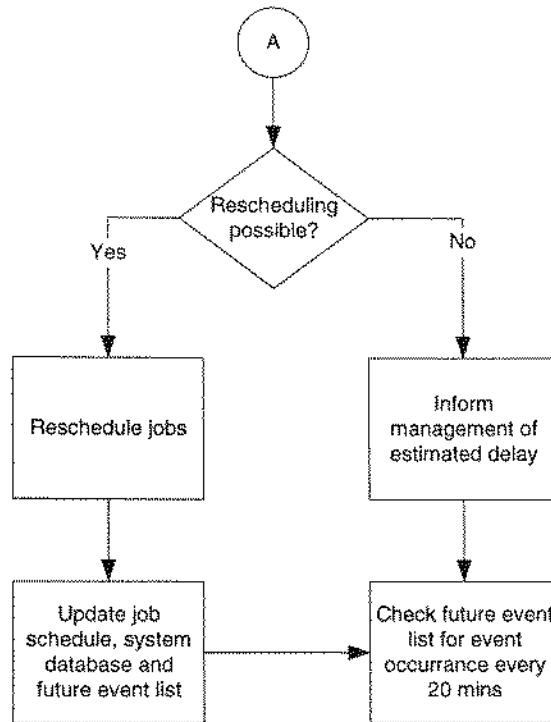 A
Rescheduling
possible?
Yes
No
Reschedule jobs
Inform
management of
estimated delay
Update job
schedule, system
database and
future event list
Check future event
list for event
occurrance every
20 mins